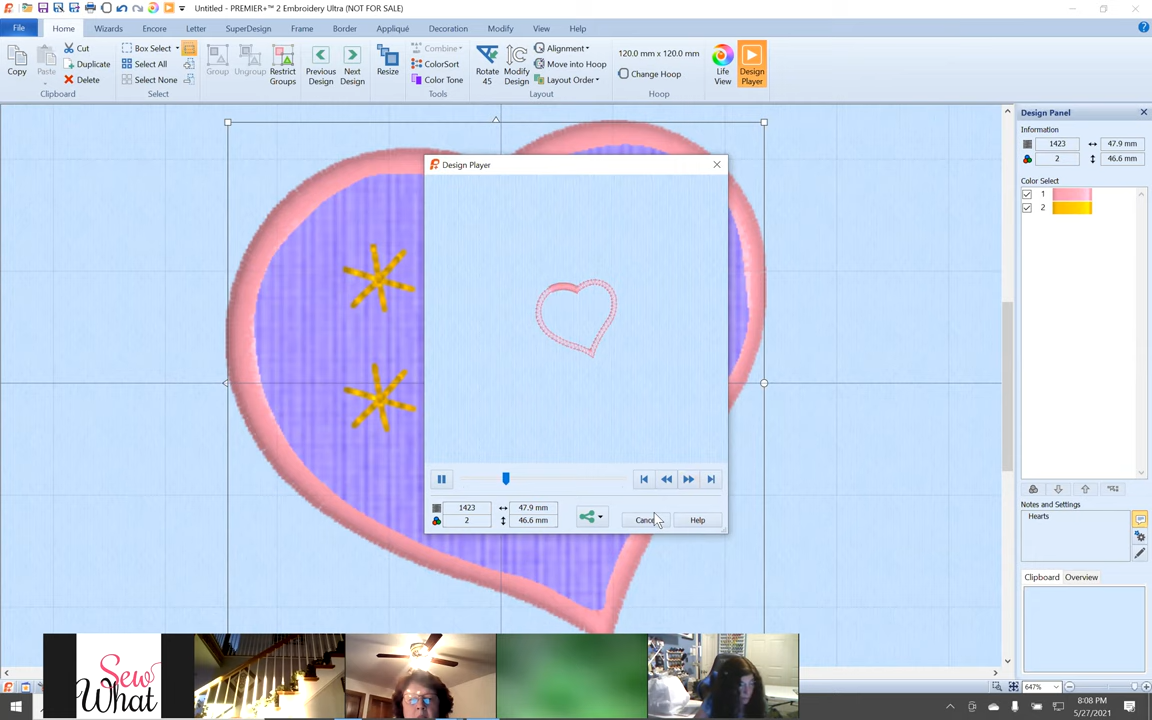 Untitled - PREMIER+™ 2 Embroidery Ultra (NOT FOR SALE)
File Home Wizards Encore Letter SuperDesign Frame Border Appliqué Decoration Modify View Help
Copy
Paste
Cut
Duplicate
Delete
Clipboard
Box Select
Select All
Select None
Select
Group
Ungroup
Restrict Groups
Previous Design
Next Design
Resize
Combine
ColorSort
Color Tone
Tools
Rotate 45
Modify Design
Alignment
Move into Hoop
Layout Order
Layout
120.0 mm x 120.0 mm
Change Hoop
Hoop
Life View
Design Player
Design Player
1423 47.9 mm
2 46.6 mm
Help
Design Panel
Information
1423 47.9 mm
2 46.6 mm
Color Select
1
2
Notes and Settings
Hearts
Clipboard Overview
647%
Sew What
8:08 PM
5/27/2021